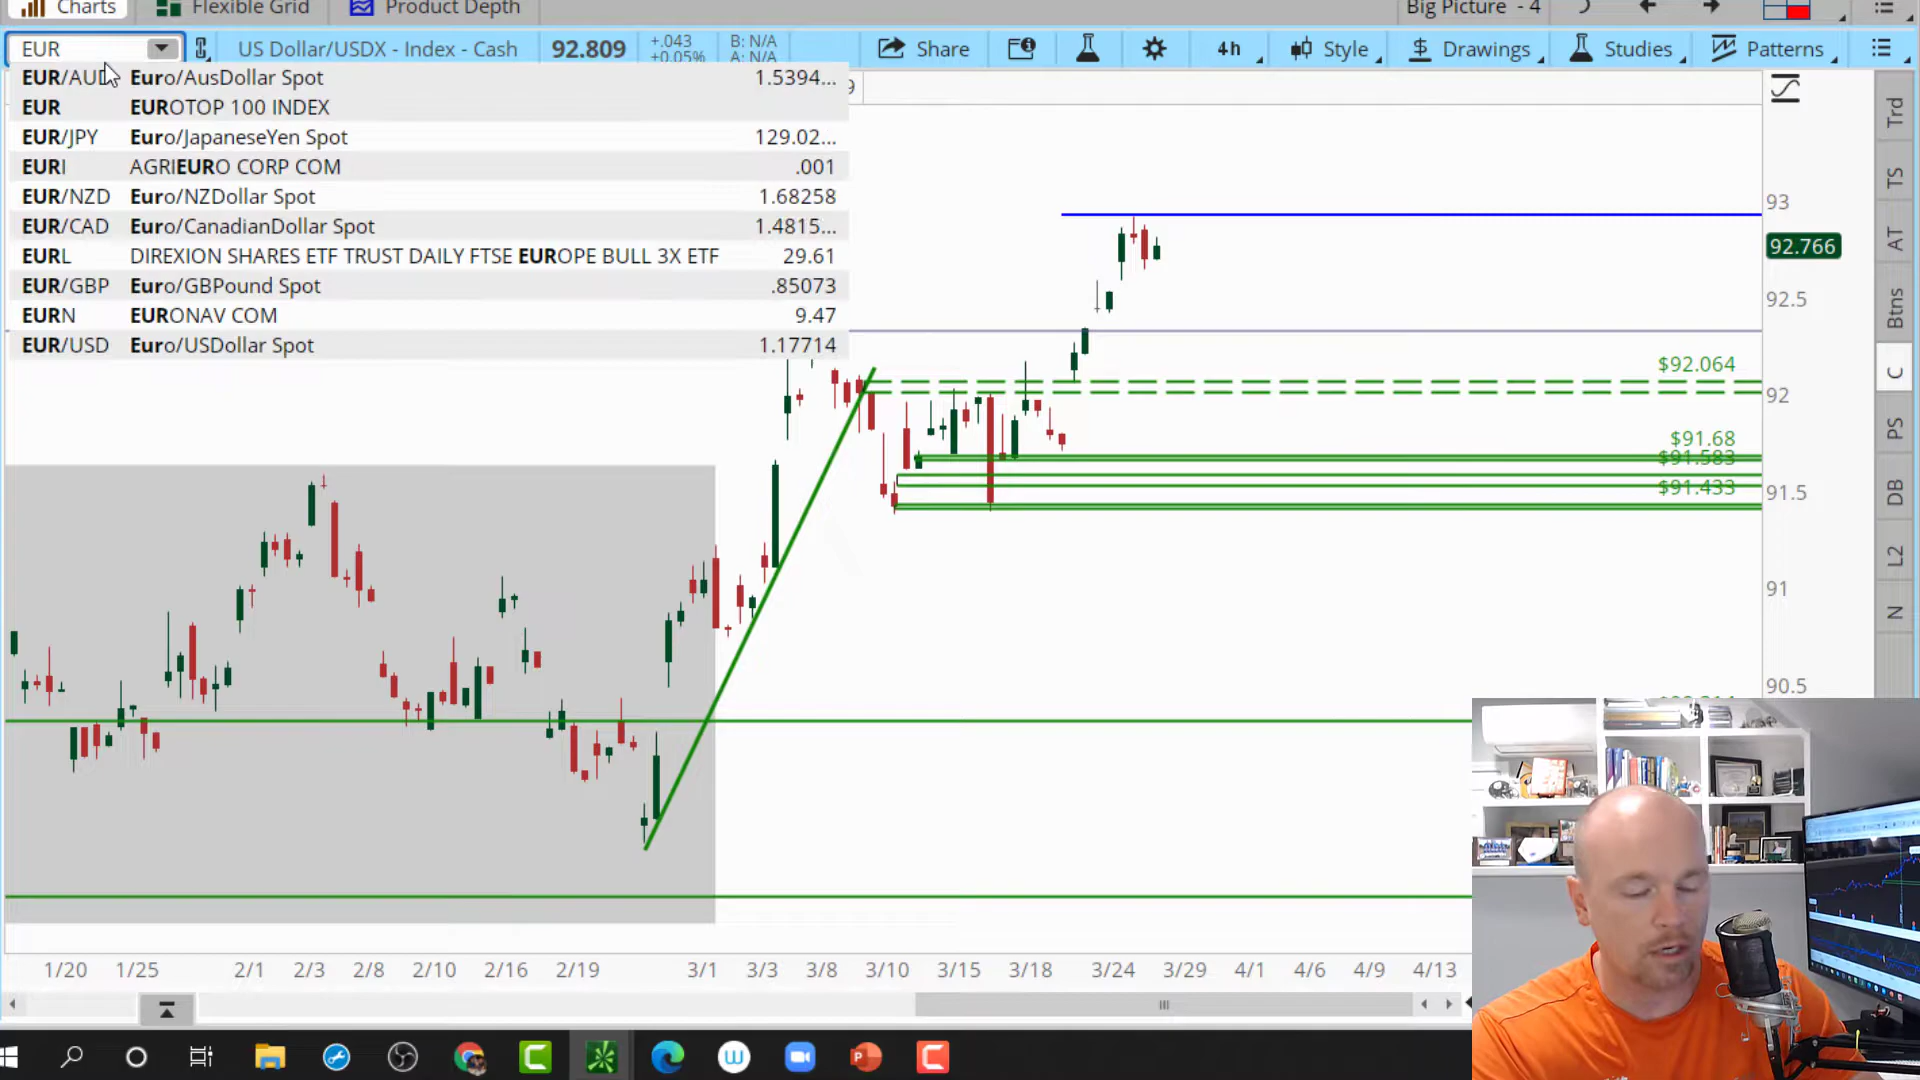 Charts Flexible Grid Product Depth Big Picture - 4
EUR US Dollar/USDX - Index - Cash 92.809 +.043 +0.05% B: N/A A: N/A Share 4h Style Drawings Studies Patterns
EUR/AUD Euro/AusDollar Spot 1.5394...
EUR EUROTOP 100 INDEX
EUR/JPY Euro/JapaneseYen Spot 129.02...
EURI AGRIEURO CORP COM .001
EUR/NZD Euro/NZDollar Spot 1.68258
EUR/CAD Euro/CanadianDollar Spot 1.4815...
EURL DIREXION SHARES ETF TRUST DAILY FTSE EUROPE BULL 3X ETF 29.61
EUR/GBP Euro/GBPound Spot .85073
EURN EURONAV COM 9.47
EUR/USD Euro/USDollar Spot 1.17714
9
93
92.766
92.5
$92.064
92
$91.68
$91.583
$91.433
91.5
91
90.5
Trd
TS
AT
Btns
C
PS
DB
L2
N
1/20 1/25 2/1 2/3 2/8 2/10 2/16 2/19 3/1 3/3 3/8 3/10 3/15 3/18 3/24 3/29 4/1 4/6 4/9 4/13